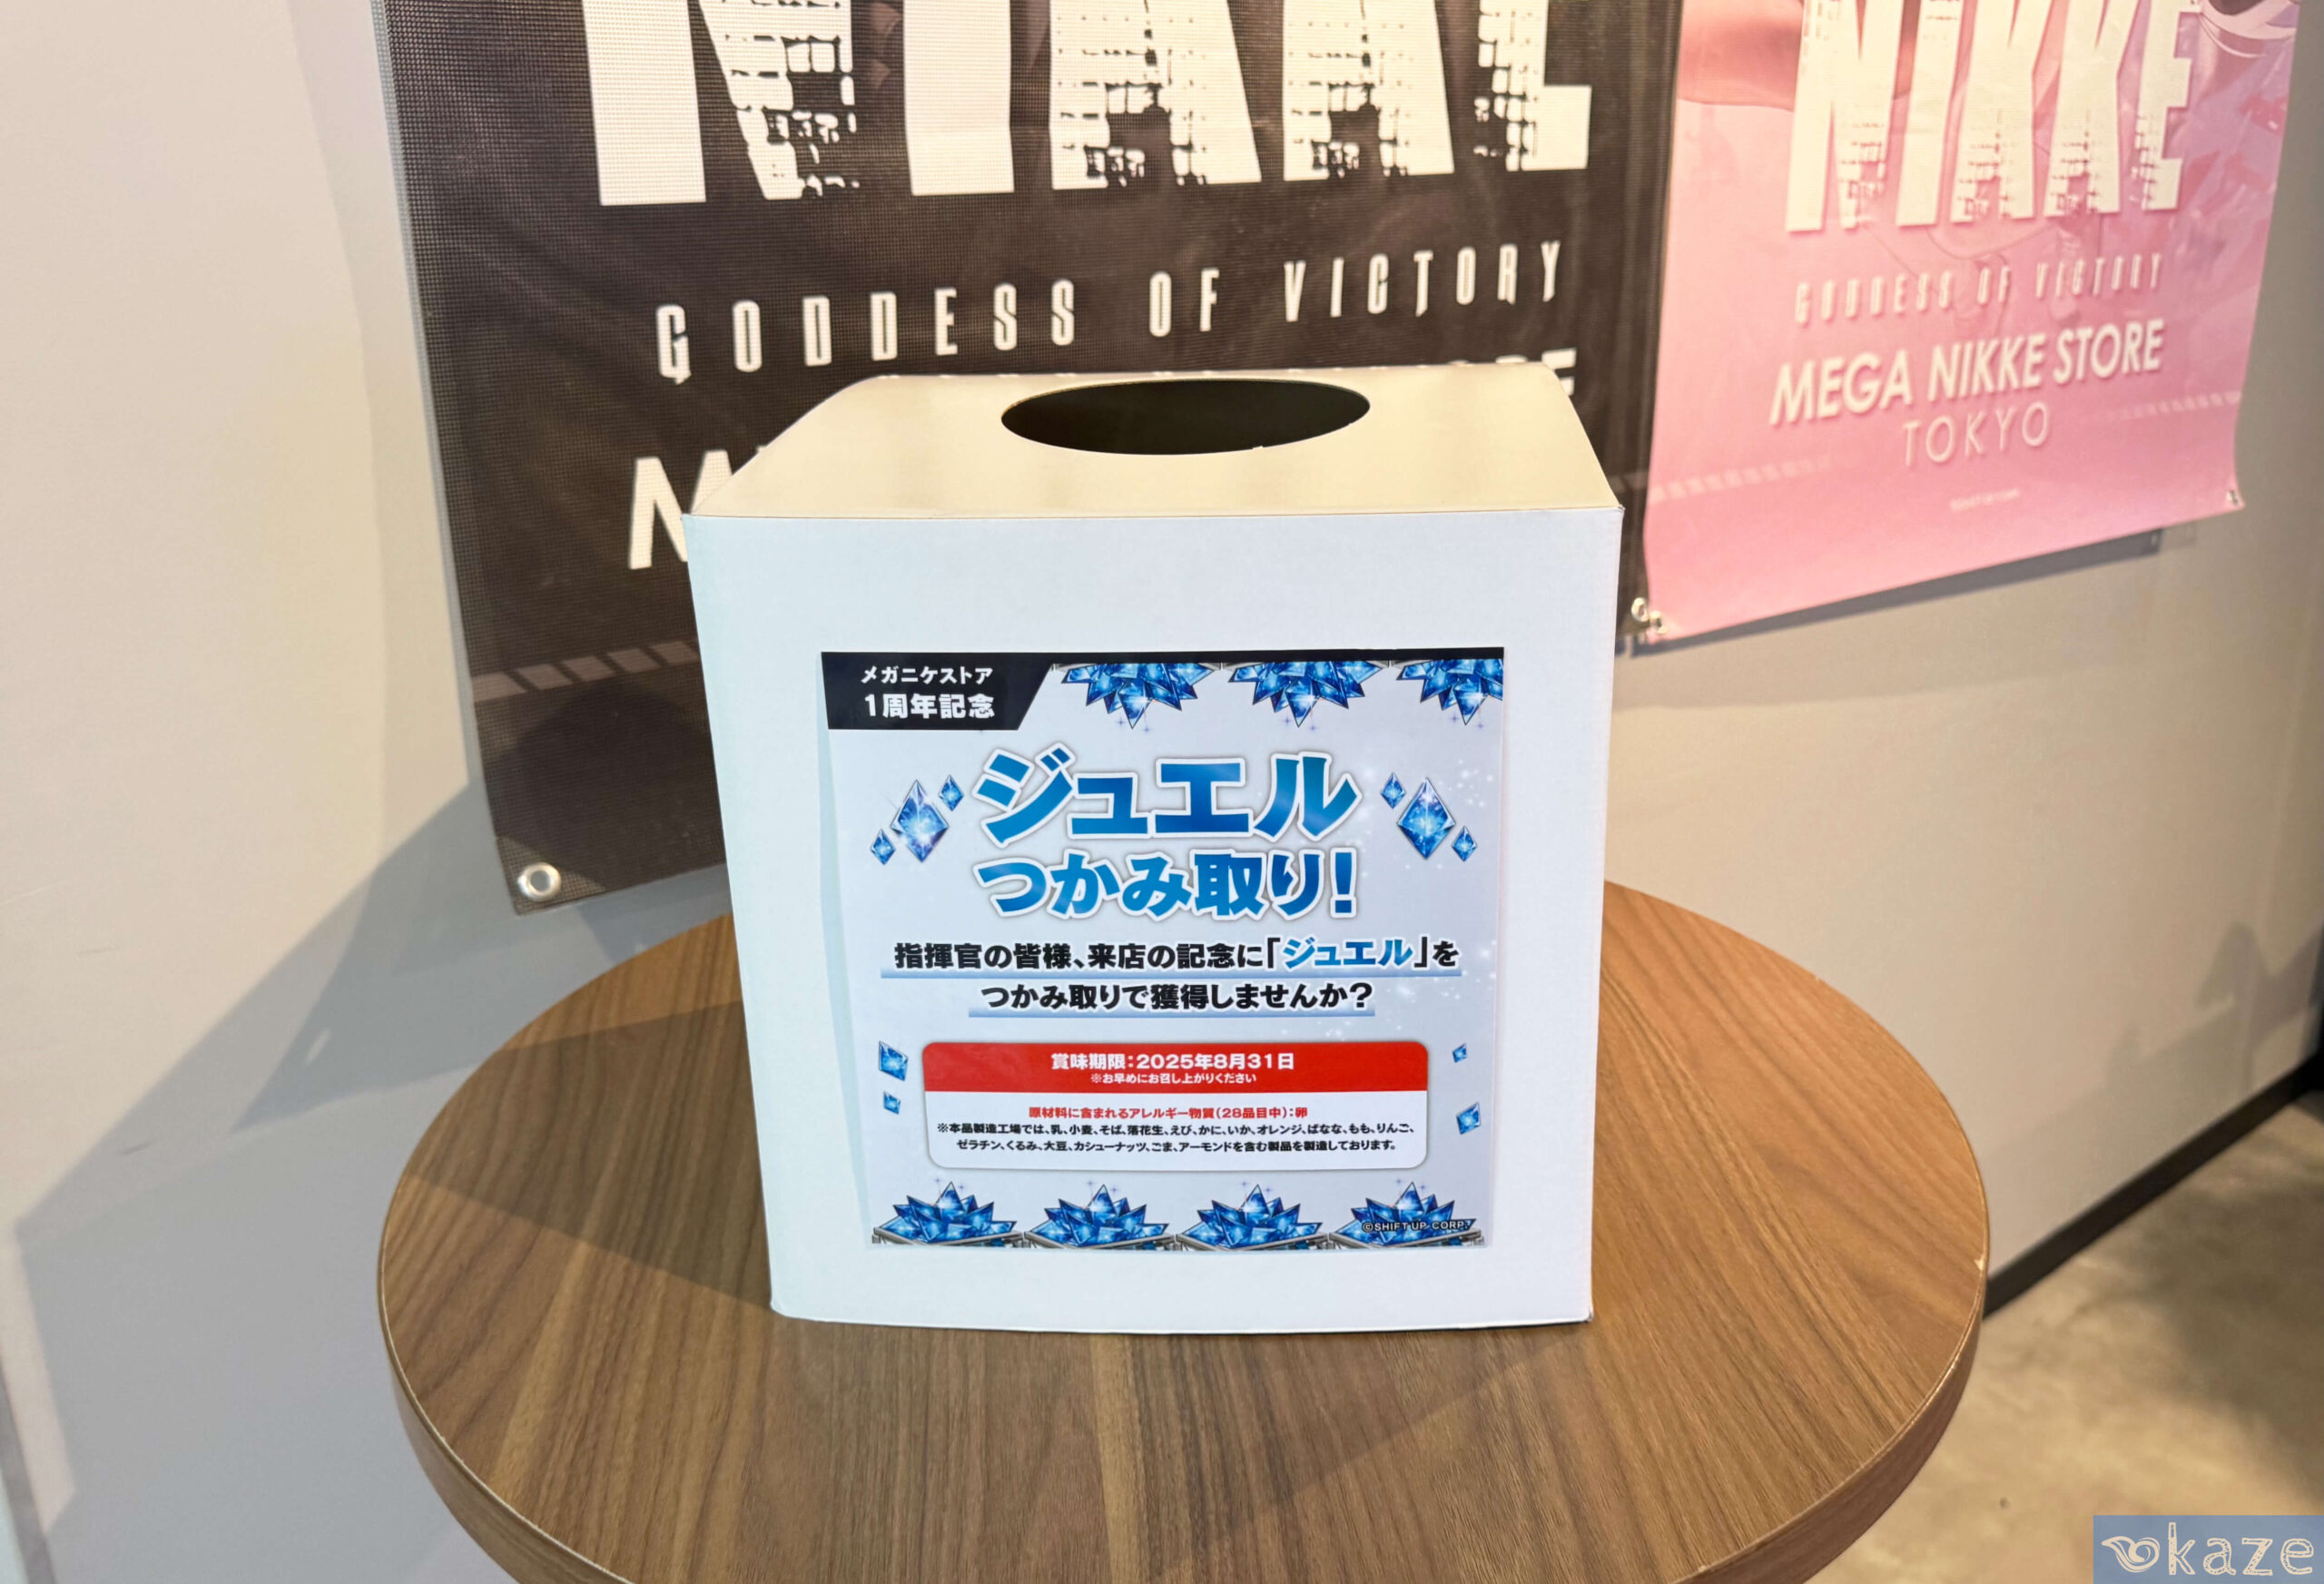 NIKKE
GODDESS OF VICTORY
NIKKE
GODDESS OF VICTORY
MEGA NIKKE STORE
TOKYO
メガニケストア
1周年記念
ジュエル
つかみ取り!
指揮官の皆様、来店の記念に「ジュエル」を
つかみ取りで獲得しませんか?
賞味期限:2025年8月31日
※お早めにお召し上がりください
原材料に含まれるアレルギー物質(28品目中):卵
※本品製造工場では、乳、小麦、そば、落花生、えび、かに、いか、オレンジ、ばなな、もも、りんご、
ゼラチン、くるみ、大豆、カシューナッツ、ごま、アーモンドを含む製品を製造しております。
©SHIFT UP CORP.
kaze